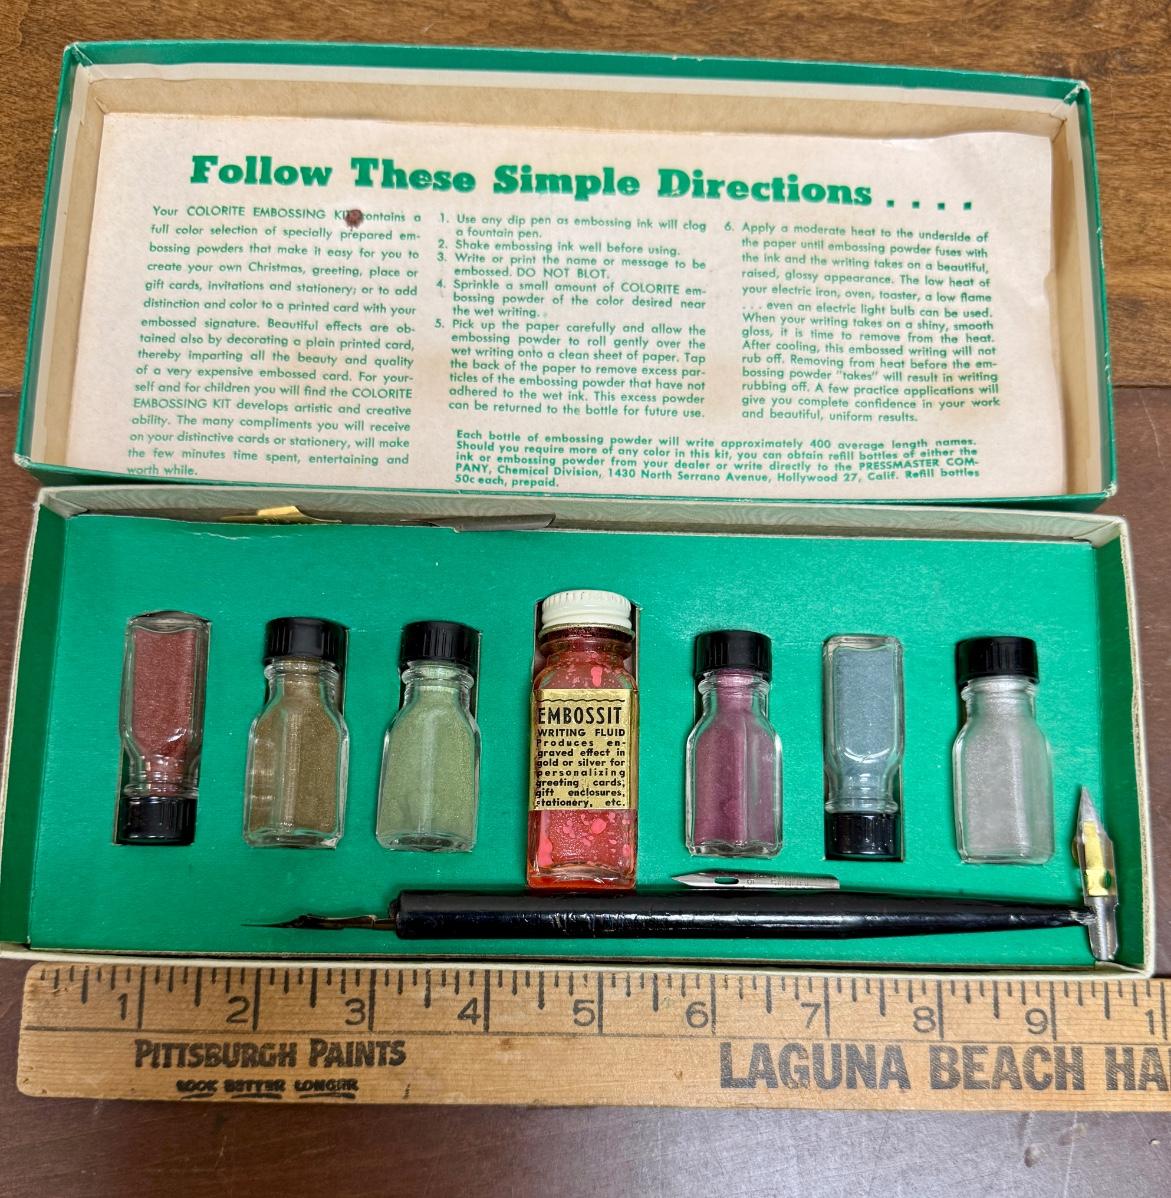 Follow These Simple Directions . . . .
Your COLORITE EMBOSSING KIT contains a
full color selection of specially prepared em-
bossing powders that make it easy for you to
create your own Christmas, greeting, place or
gift cards, invitations and stationery; or to add
distinction and color to a printed card with your
embossed signature. Beautiful effects are ob-
tained also by decorating a plain printed card,
thereby imparting all the beauty and quality
of a very expensive embossed card. For your-
self and for children you will find the COLORITE
EMBOSSING KIT develops artistic and creative
ability. The many compliments you will receive
on your distinctive cards or stationery, will make
the few minutes time spent, entertaining and
worth while.
1. Use any dip pen as embossing ink will clog
a fountain pen.
2. Shake embossing ink well before using.
3. Write or print the name or message to be
embossed. DO NOT BLOT.
4. Sprinkle a small amount of COLORITE em-
bossing powder of the color desired near
the wet writing.
5. Pick up the paper carefully and allow the
embossing powder to roll gently over the
wet writing onto a clean sheet of paper. Tap
the back of the paper to remove excess par-
ticles of the embossing powder that have not
adhered to the wet ink. This excess powder
can be returned to the bottle for future use.
6. Apply a moderate heat to the underside of
the paper until embossing powder fuses with
the ink and the writing takes on a beautiful,
raised, glossy appearance. The low heat of
your electric iron, oven, toaster, a low flame
. . . even an electric light bulb can be used.
When your writing takes on a shiny, smooth
gloss, it is time to remove from the heat.
After cooling, this embossed writing will not
rub off. Removing from heat before the em-
bossing powder "takes" will result in writing
rubbing off. A few practice applications will
give you complete confidence in your work
and beautiful, uniform results.
Each bottle of embossing powder will write approximately 400 average length names.
Should you require more of any color in this kit, you can obtain refill bottles of either the
ink or embossing powder from your dealer or write directly to the PRESSMASTER COM-
PANY, Chemical Division, 1430 North Serrano Avenue, Hollywood 27, Calif. Refill bottles
50c each, prepaid.
EMBOSSIT
WRITING FLUID
Produces en-
graved effect in
gold or silver for
personalizing
greeting cards,
gift enclosures,
stationery, etc.
1 2 3 4 5 6 7 8 9 1
PITTSBURGH PAINTS
LOOK BETTER LONGER
LAGUNA BEACH HA